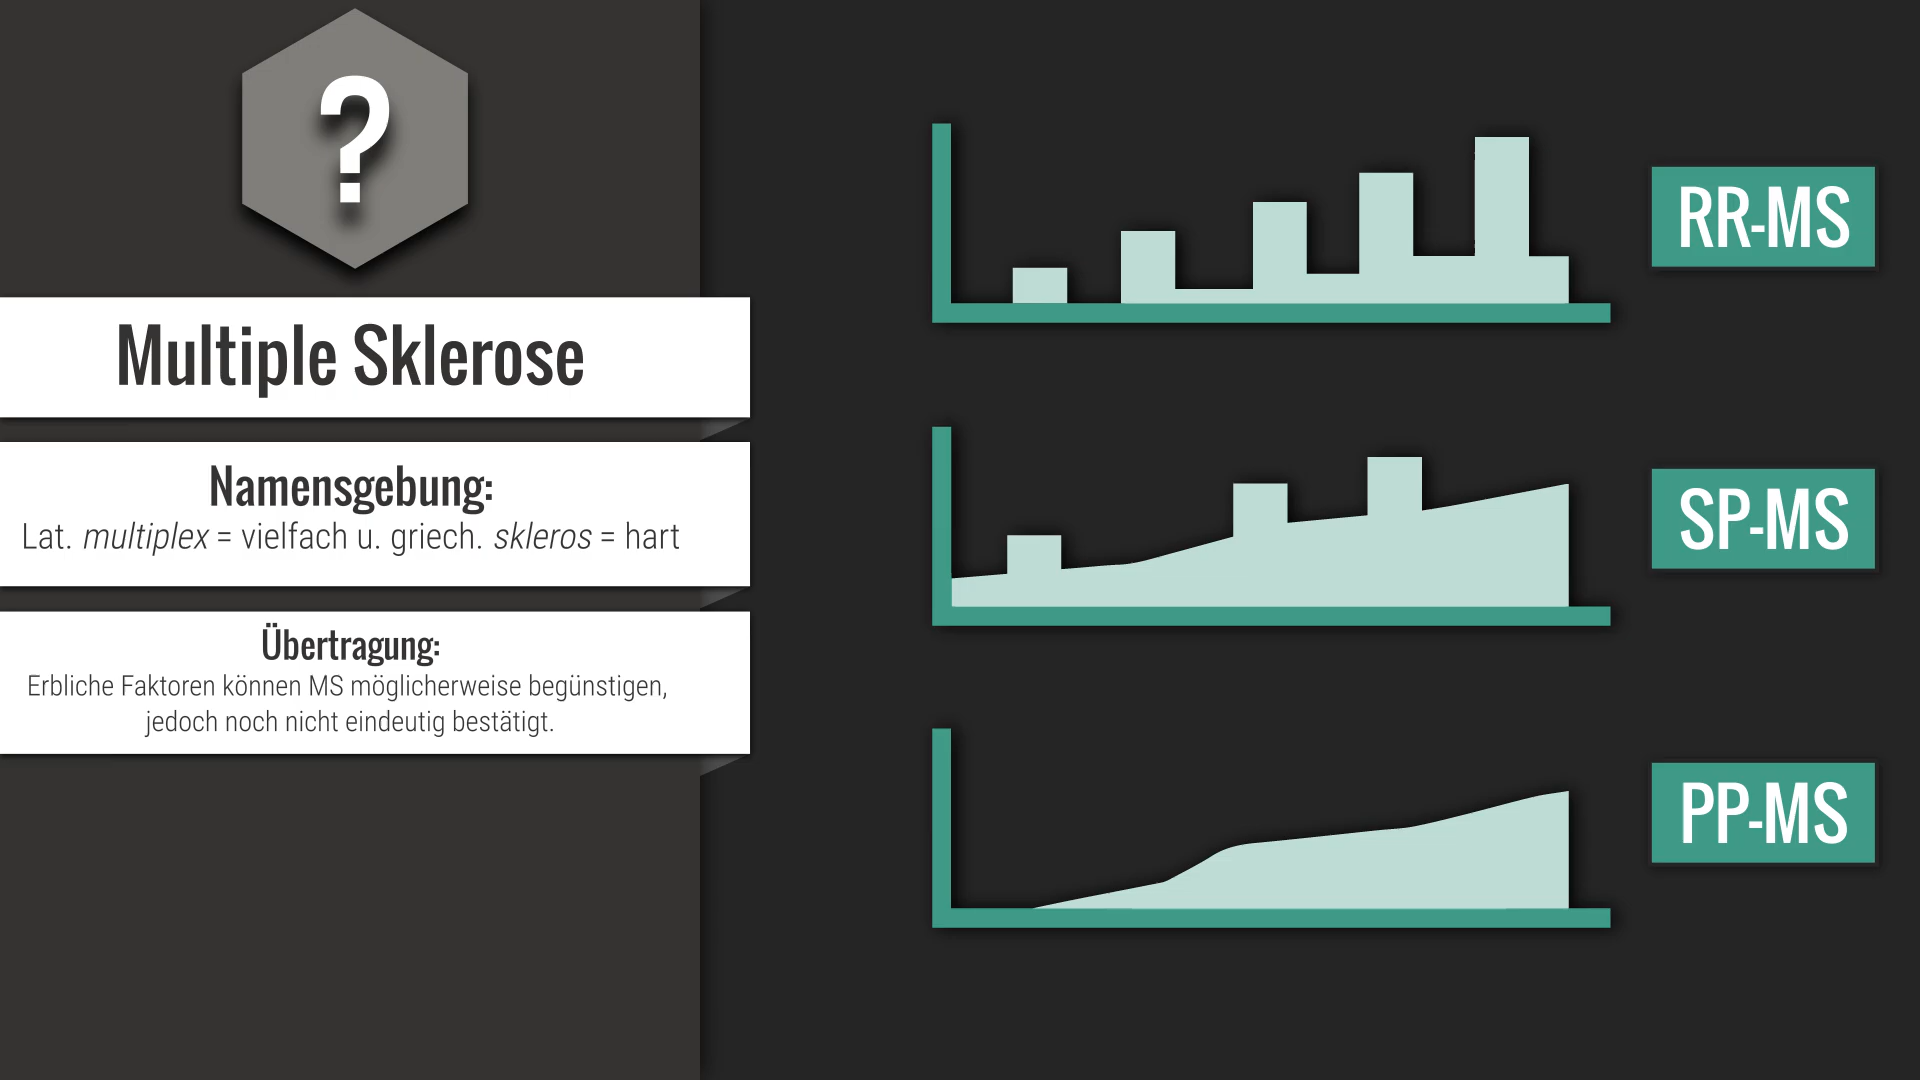 ?
Multiple Sklerose
Namensgebung:
Lat. multiplex = vielfach u. griech. skleros = hart
Übertragung:
Erbliche Faktoren können MS möglicherweise begünstigen,
jedoch noch nicht eindeutig bestätigt.
RR-MS
SP-MS
PP-MS